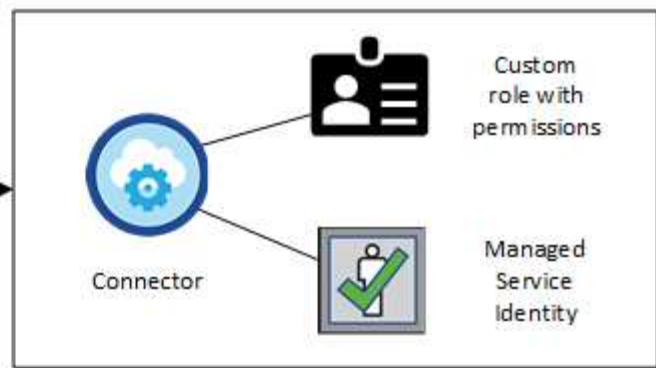 Custom
role with
permissions
Connector
Managed
Service
Identity